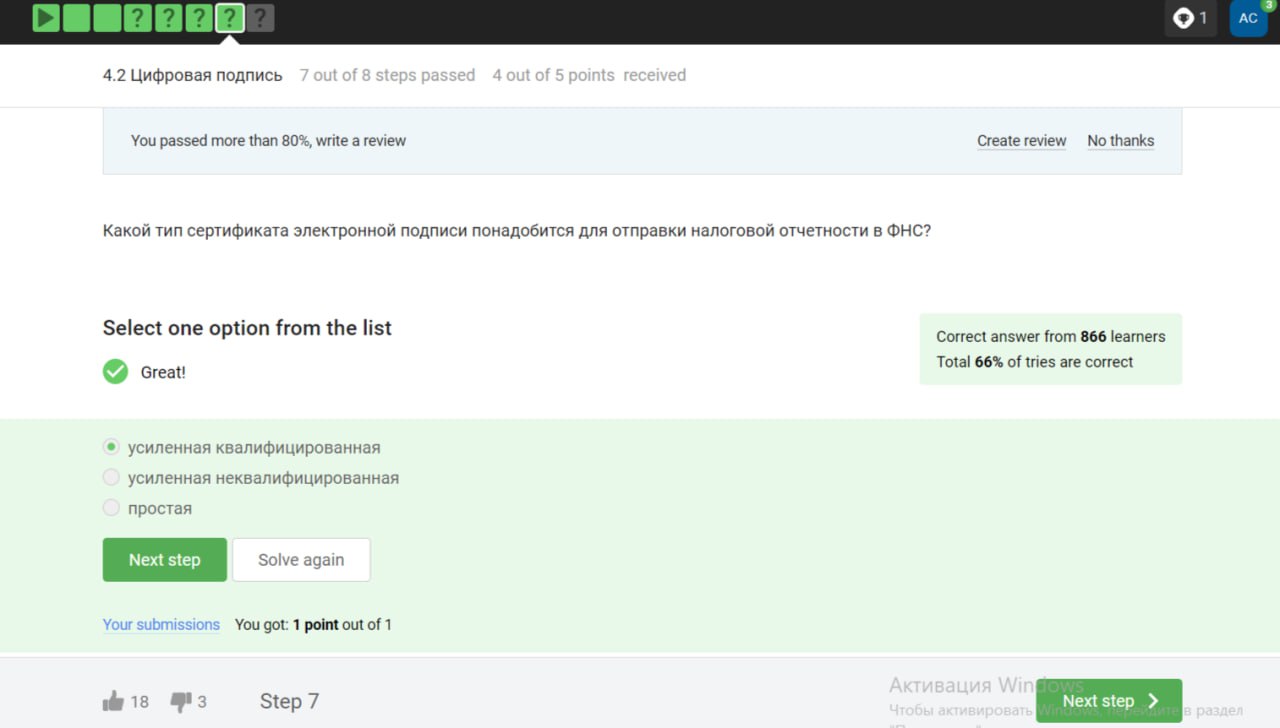 ? ? ? ? ?
1
AC
3
4.2 Цифровая подпись 7 out of 8 steps passed 4 out of 5 points received
You passed more than 80%, write a review Create review No thanks
Какой тип сертификата электронной подписи понадобится для отправки налоговой отчетности в ФНС?
Select one option from the list
Correct answer from 866 learners
Total 66% of tries are correct
Great!
усиленная квалифицированная
усиленная неквалифицированная
простая
Next step Solve again
Your submissions You got: 1 point out of 1
18 3 Step 7
Next step
Активация Windows
Чтобы активировать Windows, перейдите в раздел